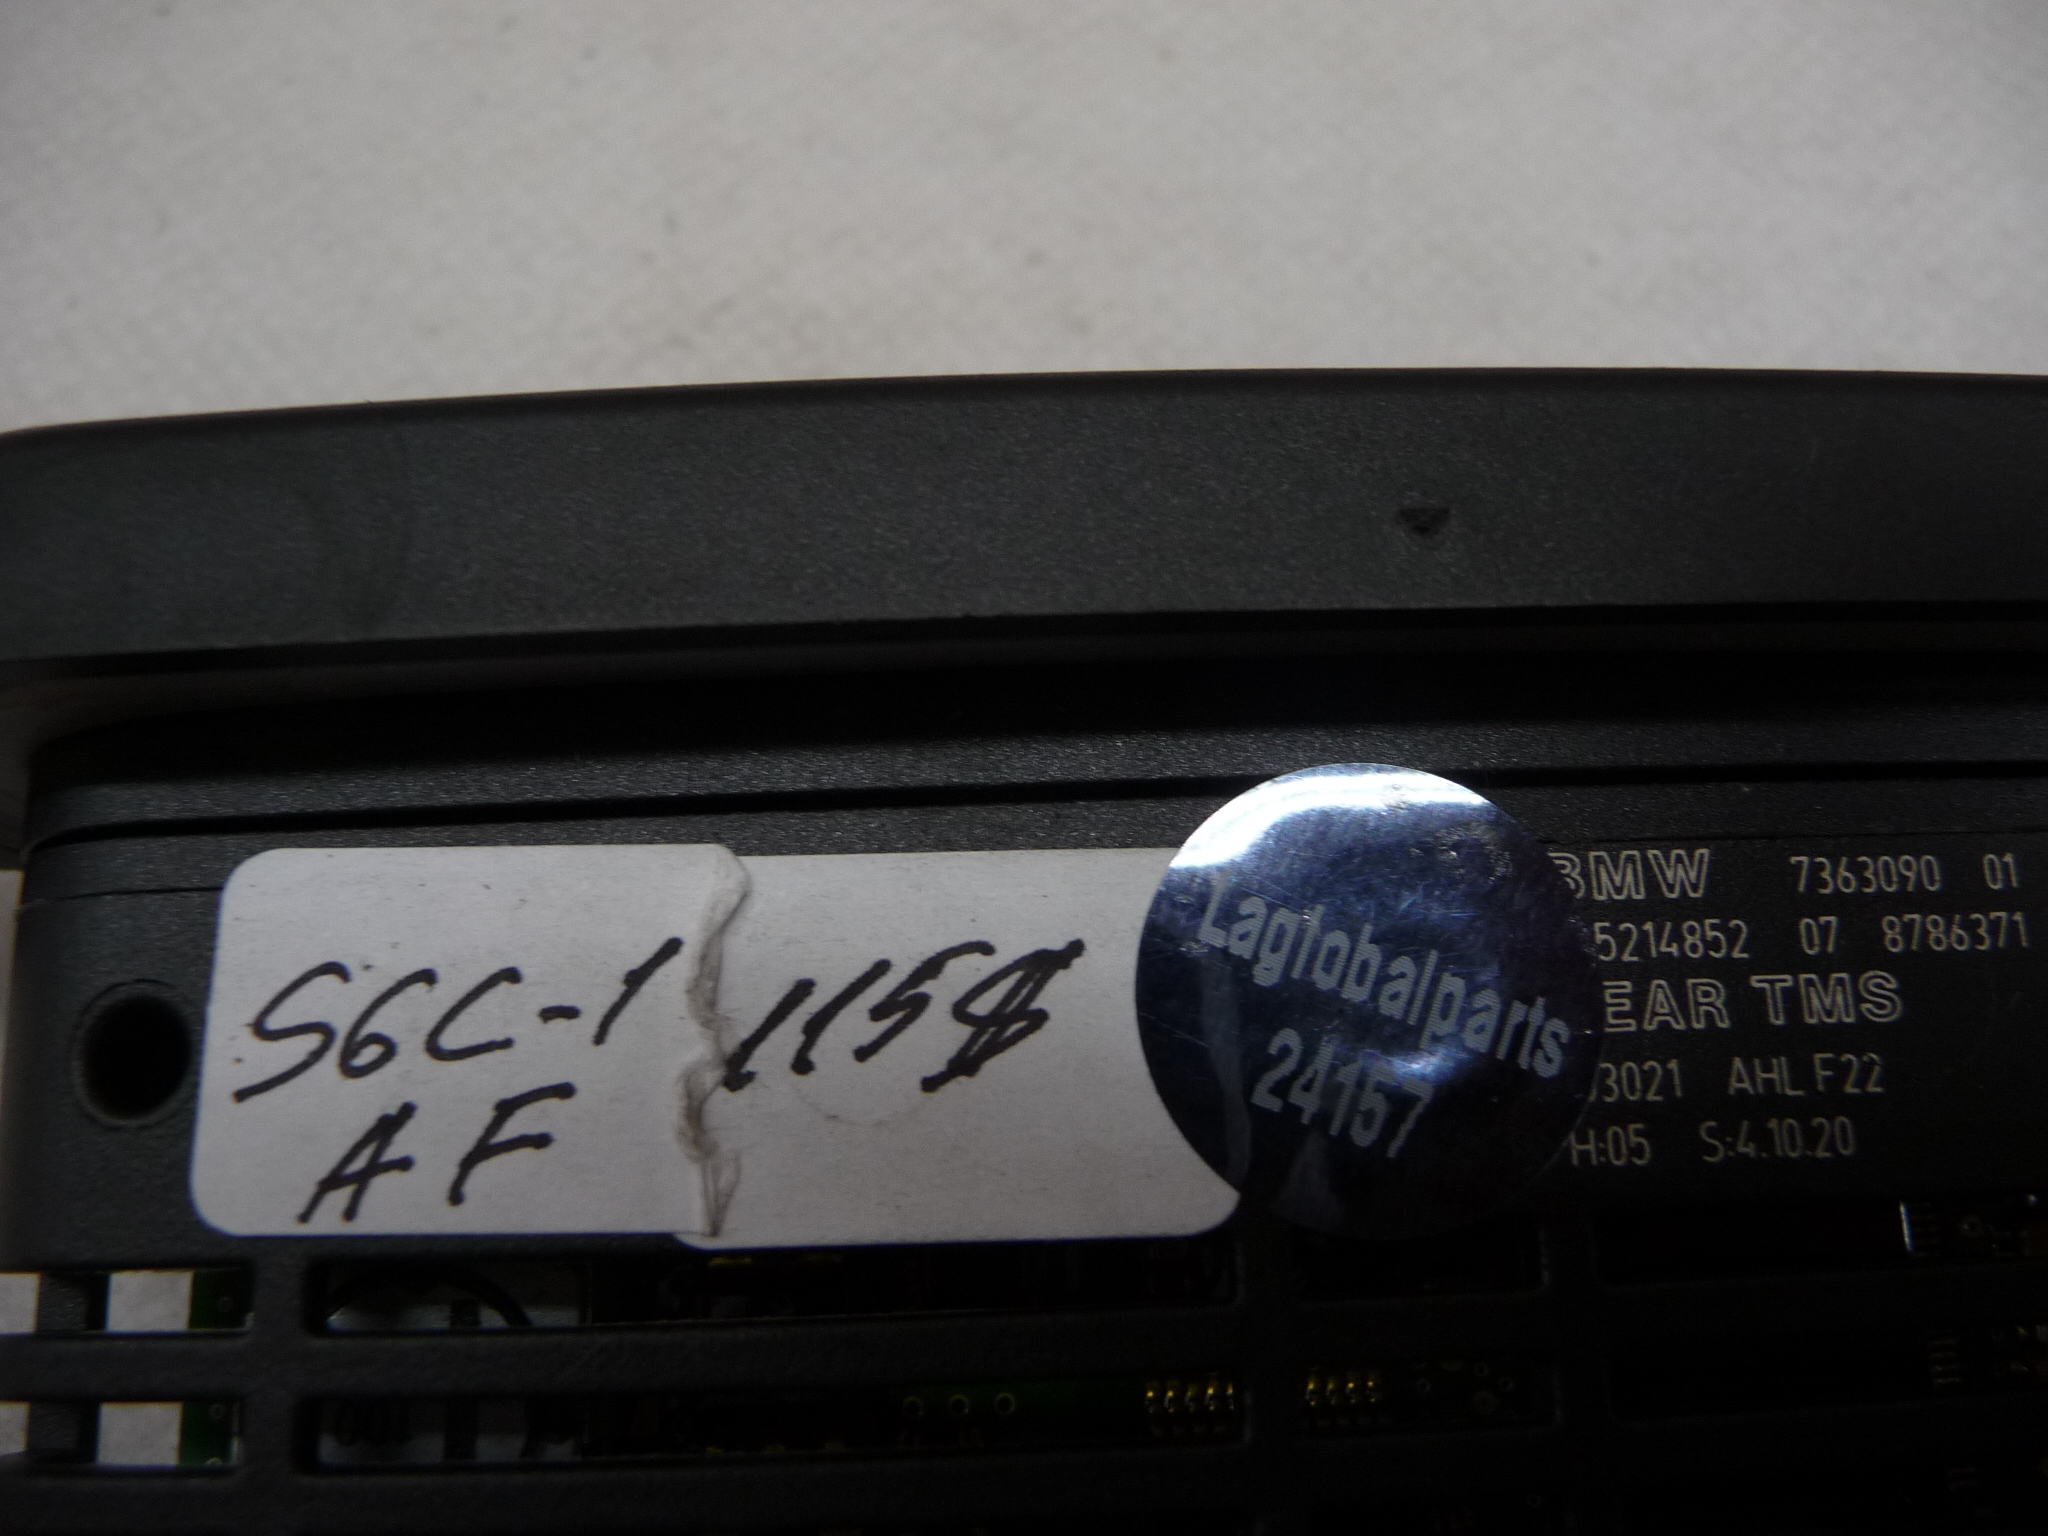 S6C-1 115$
AF
Laglobalparts
24157
BMW 7363090 01
5214852 07 8786371
EAR TMS
3021 AHL F22
H:05 S:4.10.20